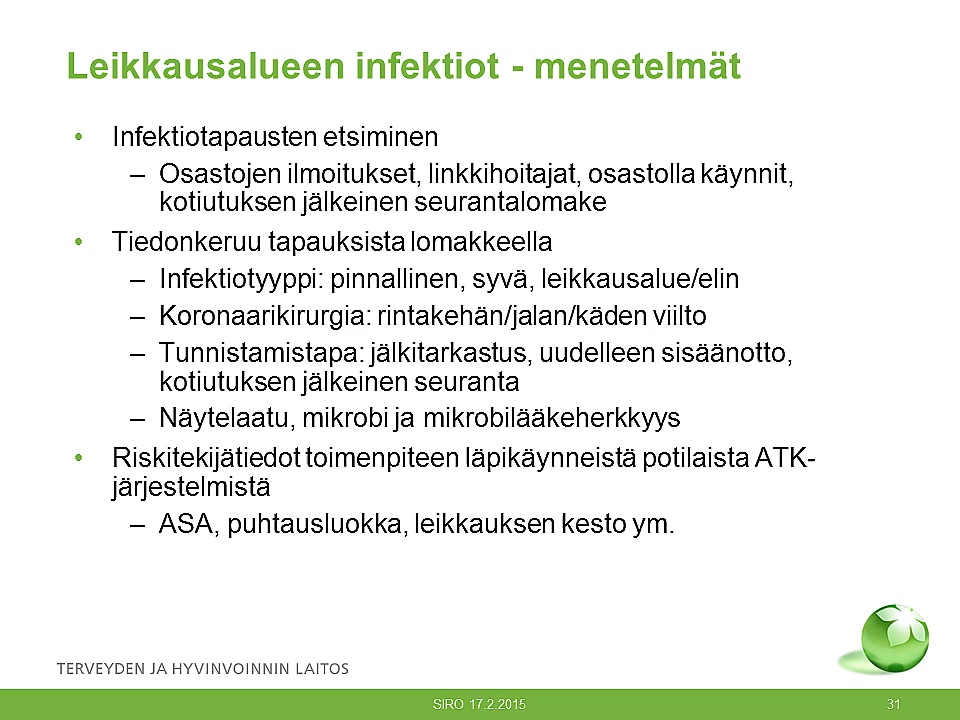 Leikkausalueen infektiot - menetelmät
• Infektiotapausten etsiminen
– Osastojen ilmoitukset, linkkihoitajat, osastolla käynnit,
kotiutuksen jälkeinen seurantalomake
• Tiedonkeruu tapauksista lomakkeella
– Infektiotyyppi: pinnallinen, syvä, leikkausalue/elin
– Koronaarikirurgia: rintakehän/jalan/käden viilto
– Tunnistamistapa: jälkitarkastus, uudelleen sisäänotto,
kotiutuksen jälkeinen seuranta
– Näytelaatu, mikrobi ja mikrobilääkeherkkyys
• Riskitekijätiedot toimenpiteen läpikäynneistä potilaista ATK-
järjestelmistä
– ASA, puhtausluokka, leikkauksen kesto ym.
TERVEYDEN JA HYVINVOINNIN LAITOS
SIRO 17.2.2015 31